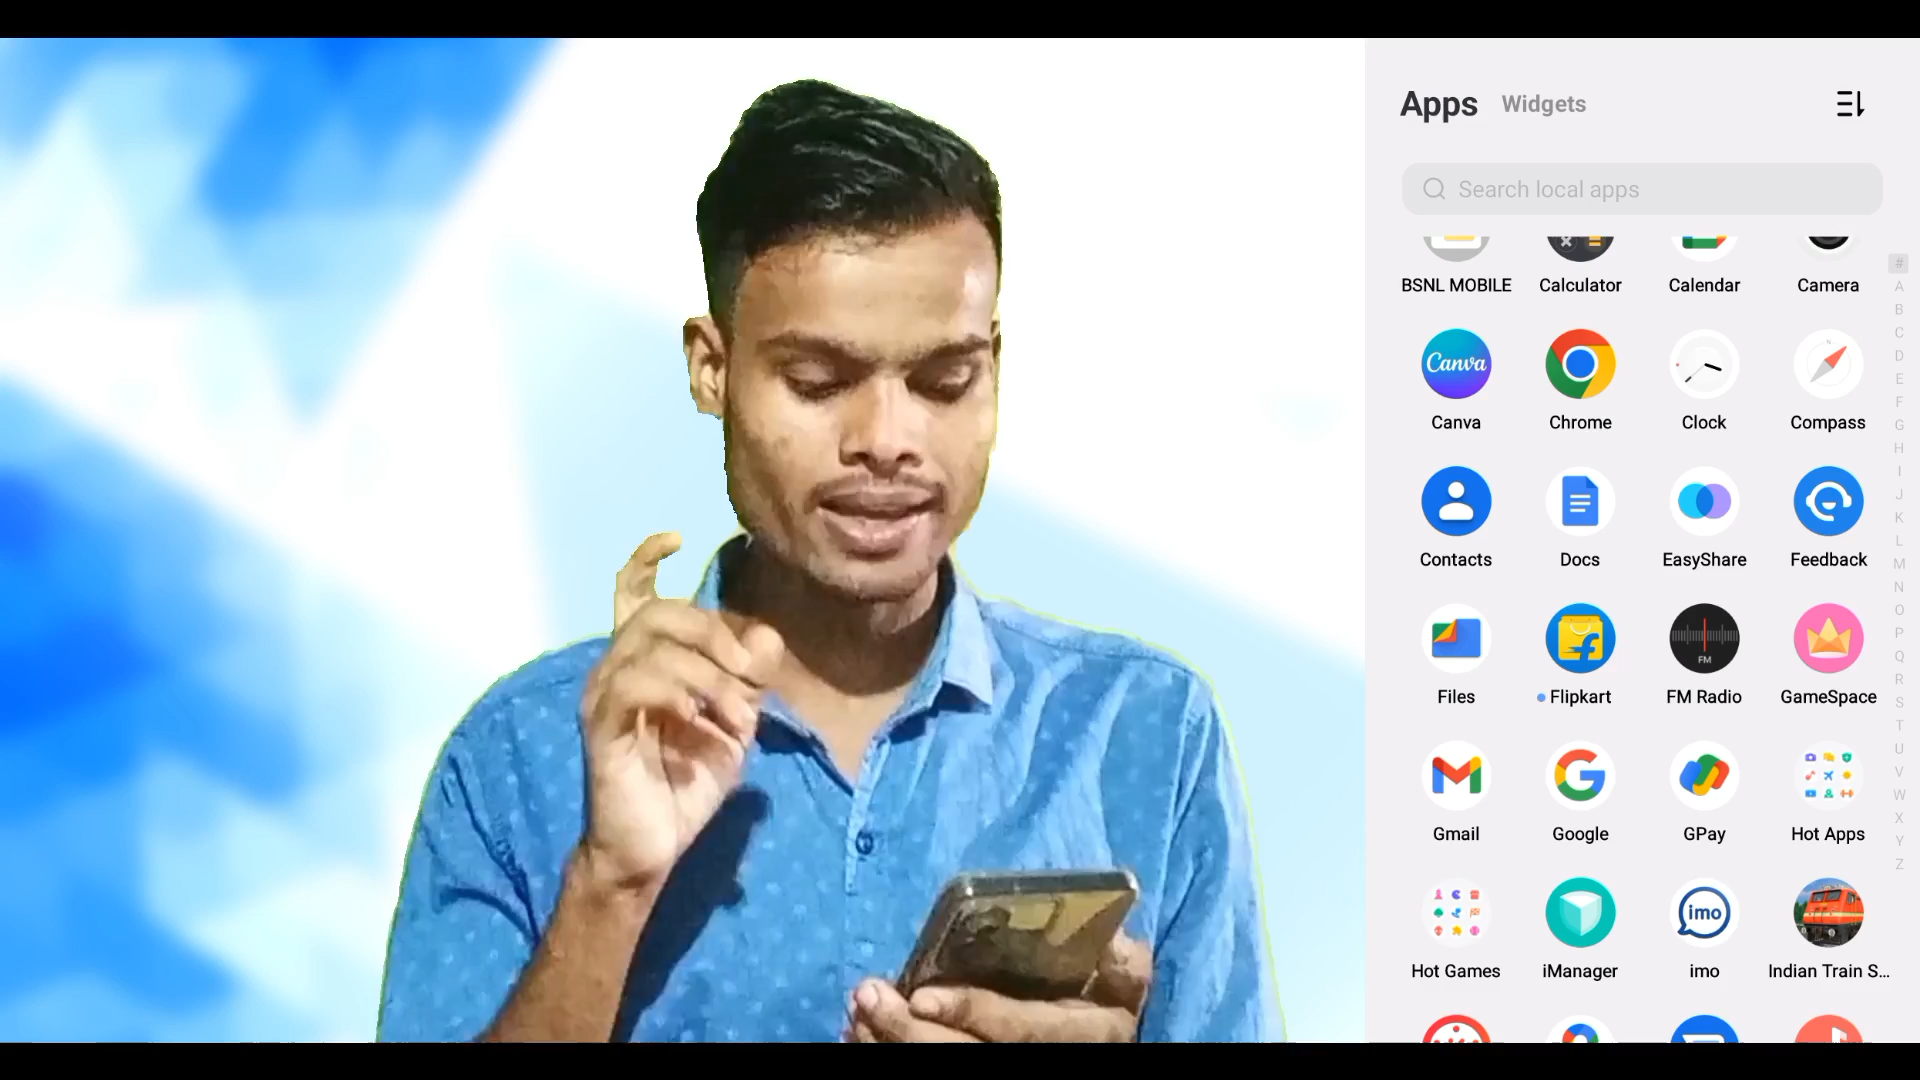 Apps Widgets
Search local apps
BSNL MOBILE Calculator Calendar Camera
#
A
B
C
D
E
F
G
H
I
J
K
L
M
N
O
P
Q
R
S
T
U
V
W
X
Y
Z
Canva
Canva Chrome Clock Compass
Contacts Docs EasyShare Feedback
FM
Files Flipkart FM Radio GameSpace
Gmail Google GPay Hot Apps
imo
Hot Games iManager imo Indian Train S...